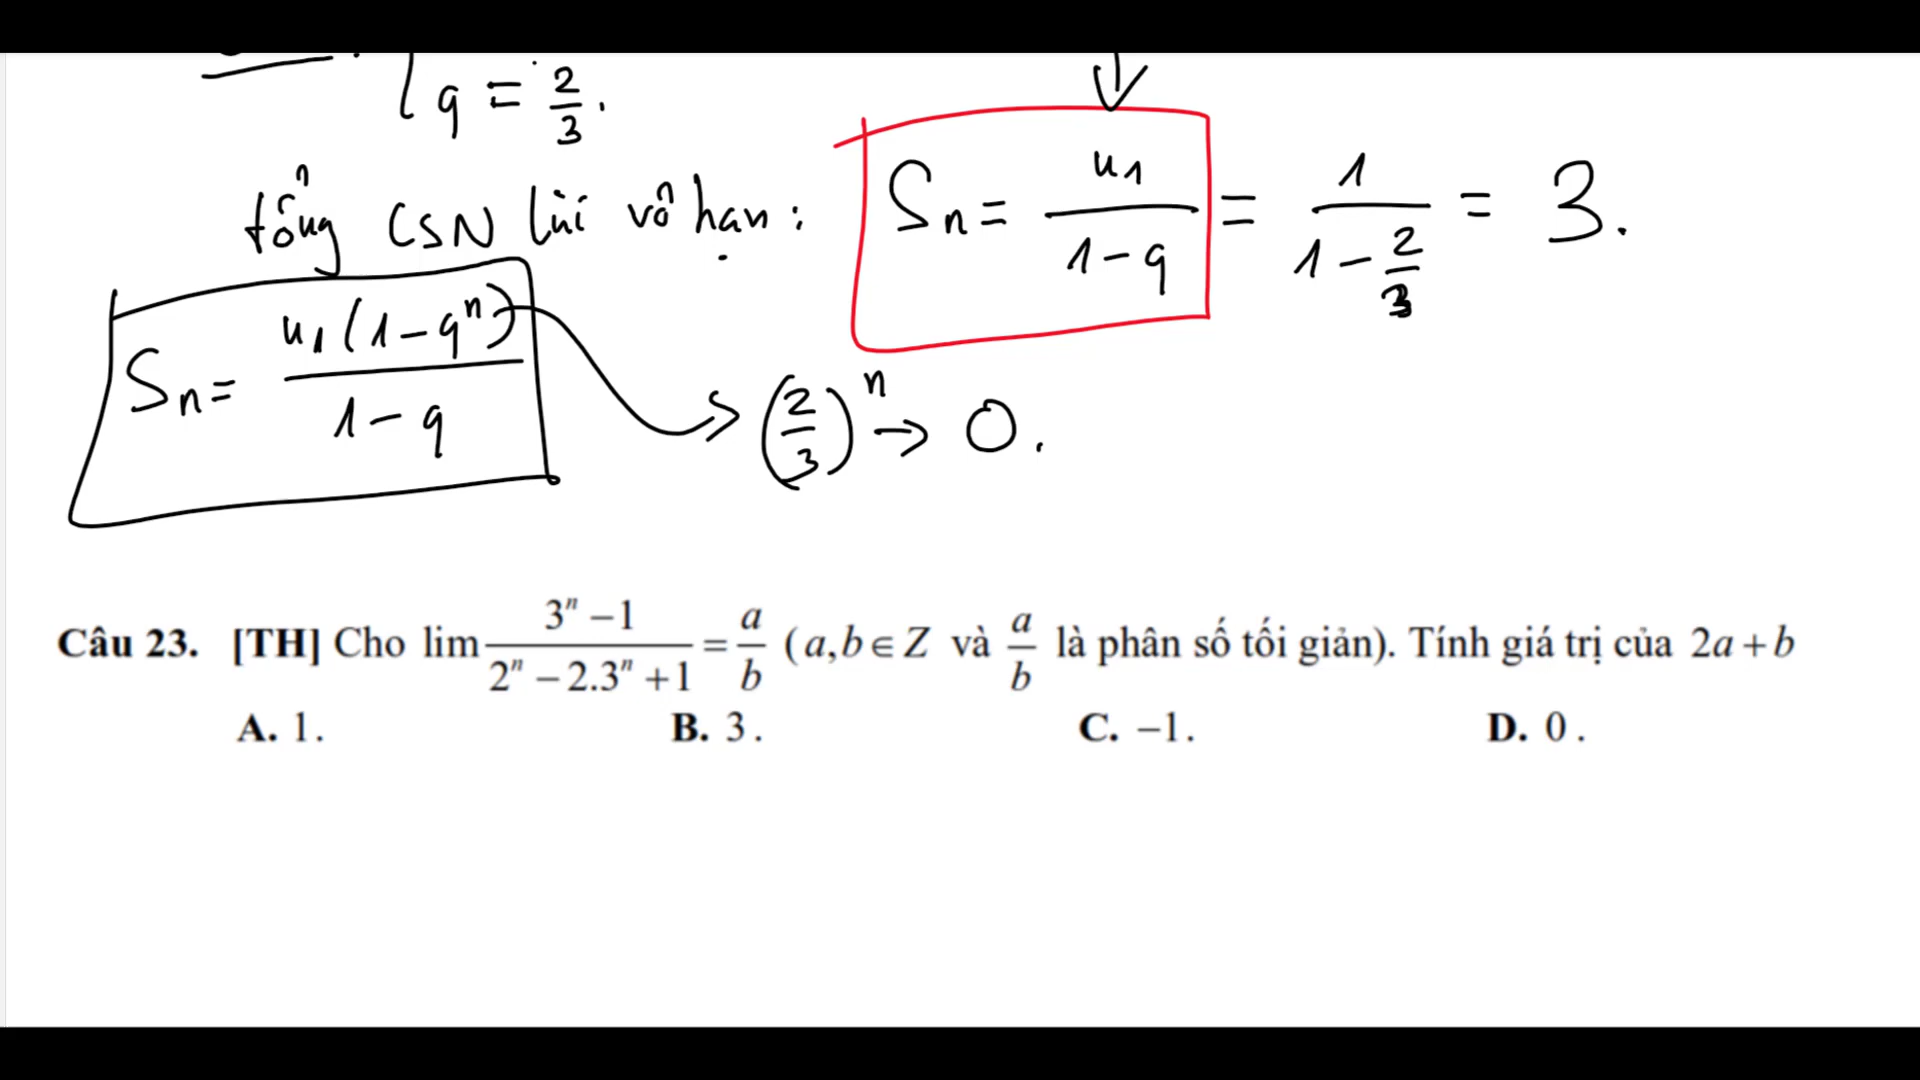 q = 2/3.
tổng CSN lùi vô hạn : Sn = u1/(1-q) = 1/(1-2/3) = 3.
Sn = u1(1-q^n)/(1-q)
(2/3)^n → 0.
Câu 23. [TH] Cho lim (3^n - 1)/(2^n - 2.3^n + 1) = a/b (a,b ∈ Z và a/b là phân số tối giản). Tính giá trị của 2a + b
A. 1. B. 3. C. -1. D. 0.